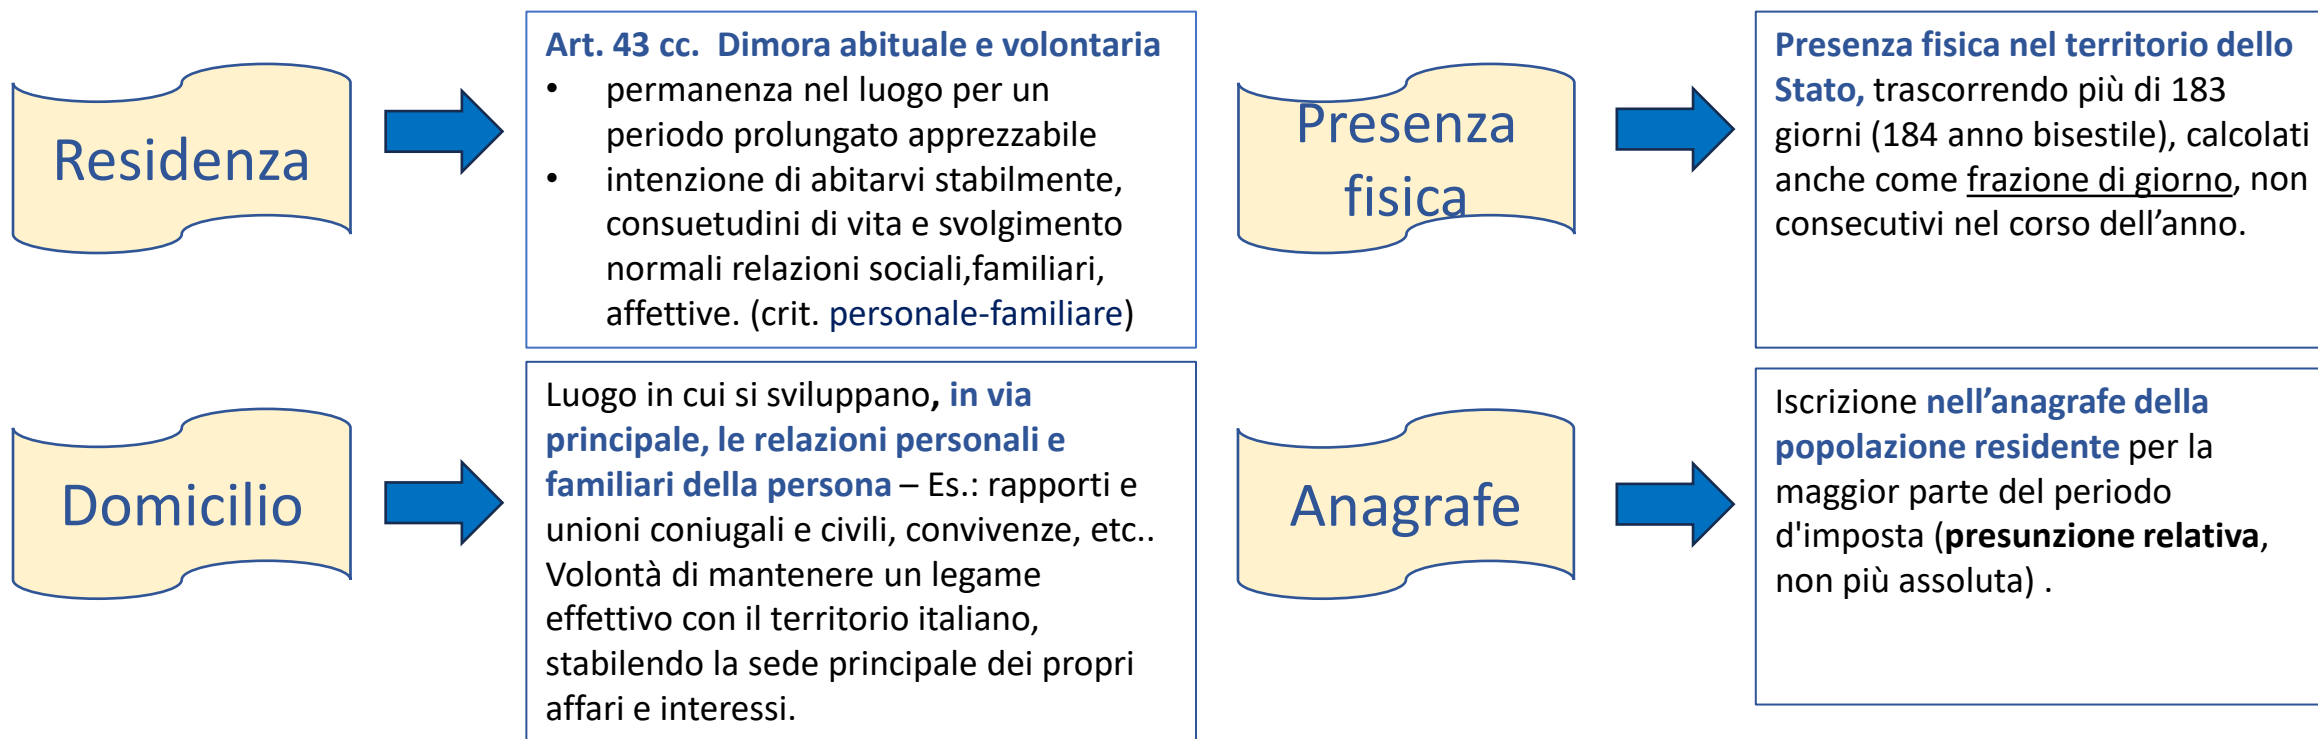 Residenza
Art. 43 cc.  Dimora abituale e volontaria
• permanenza nel luogo per un
periodo prolungato apprezzabile
• intenzione di abitarvi stabilmente,
consuetudini di vita e svolgimento
normali relazioni sociali,familiari,
affettive. (crit. personale-familiare)
Presenza
fisica
Presenza fisica nel territorio dello
Stato, trascorrendo più di 183
giorni (184 anno bisestile), calcolati
anche come frazione di giorno, non
consecutivi nel corso dell’anno.
Domicilio
Luogo in cui si sviluppano, in via
principale, le relazioni personali e
familiari della persona – Es.: rapporti e
unioni coniugali e civili, convivenze, etc..
Volontà di mantenere un legame
effettivo con il territorio italiano,
stabilendo la sede principale dei propri
affari e interessi.
Anagrafe
Iscrizione nell’anagrafe della
popolazione residente per la
maggior parte del periodo
d'imposta (presunzione relativa,
non più assoluta) .